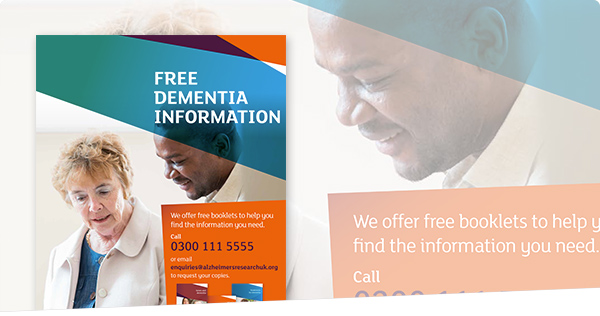 FREE
DEMENTIA
INFORMATION
We offer free booklets to help you
find the information you need.
Call
0300 111 5555
or email
enquiries@alzheimersresearchuk.org
to request your copies.
We offer free booklets to help y
find the information you need.
Call